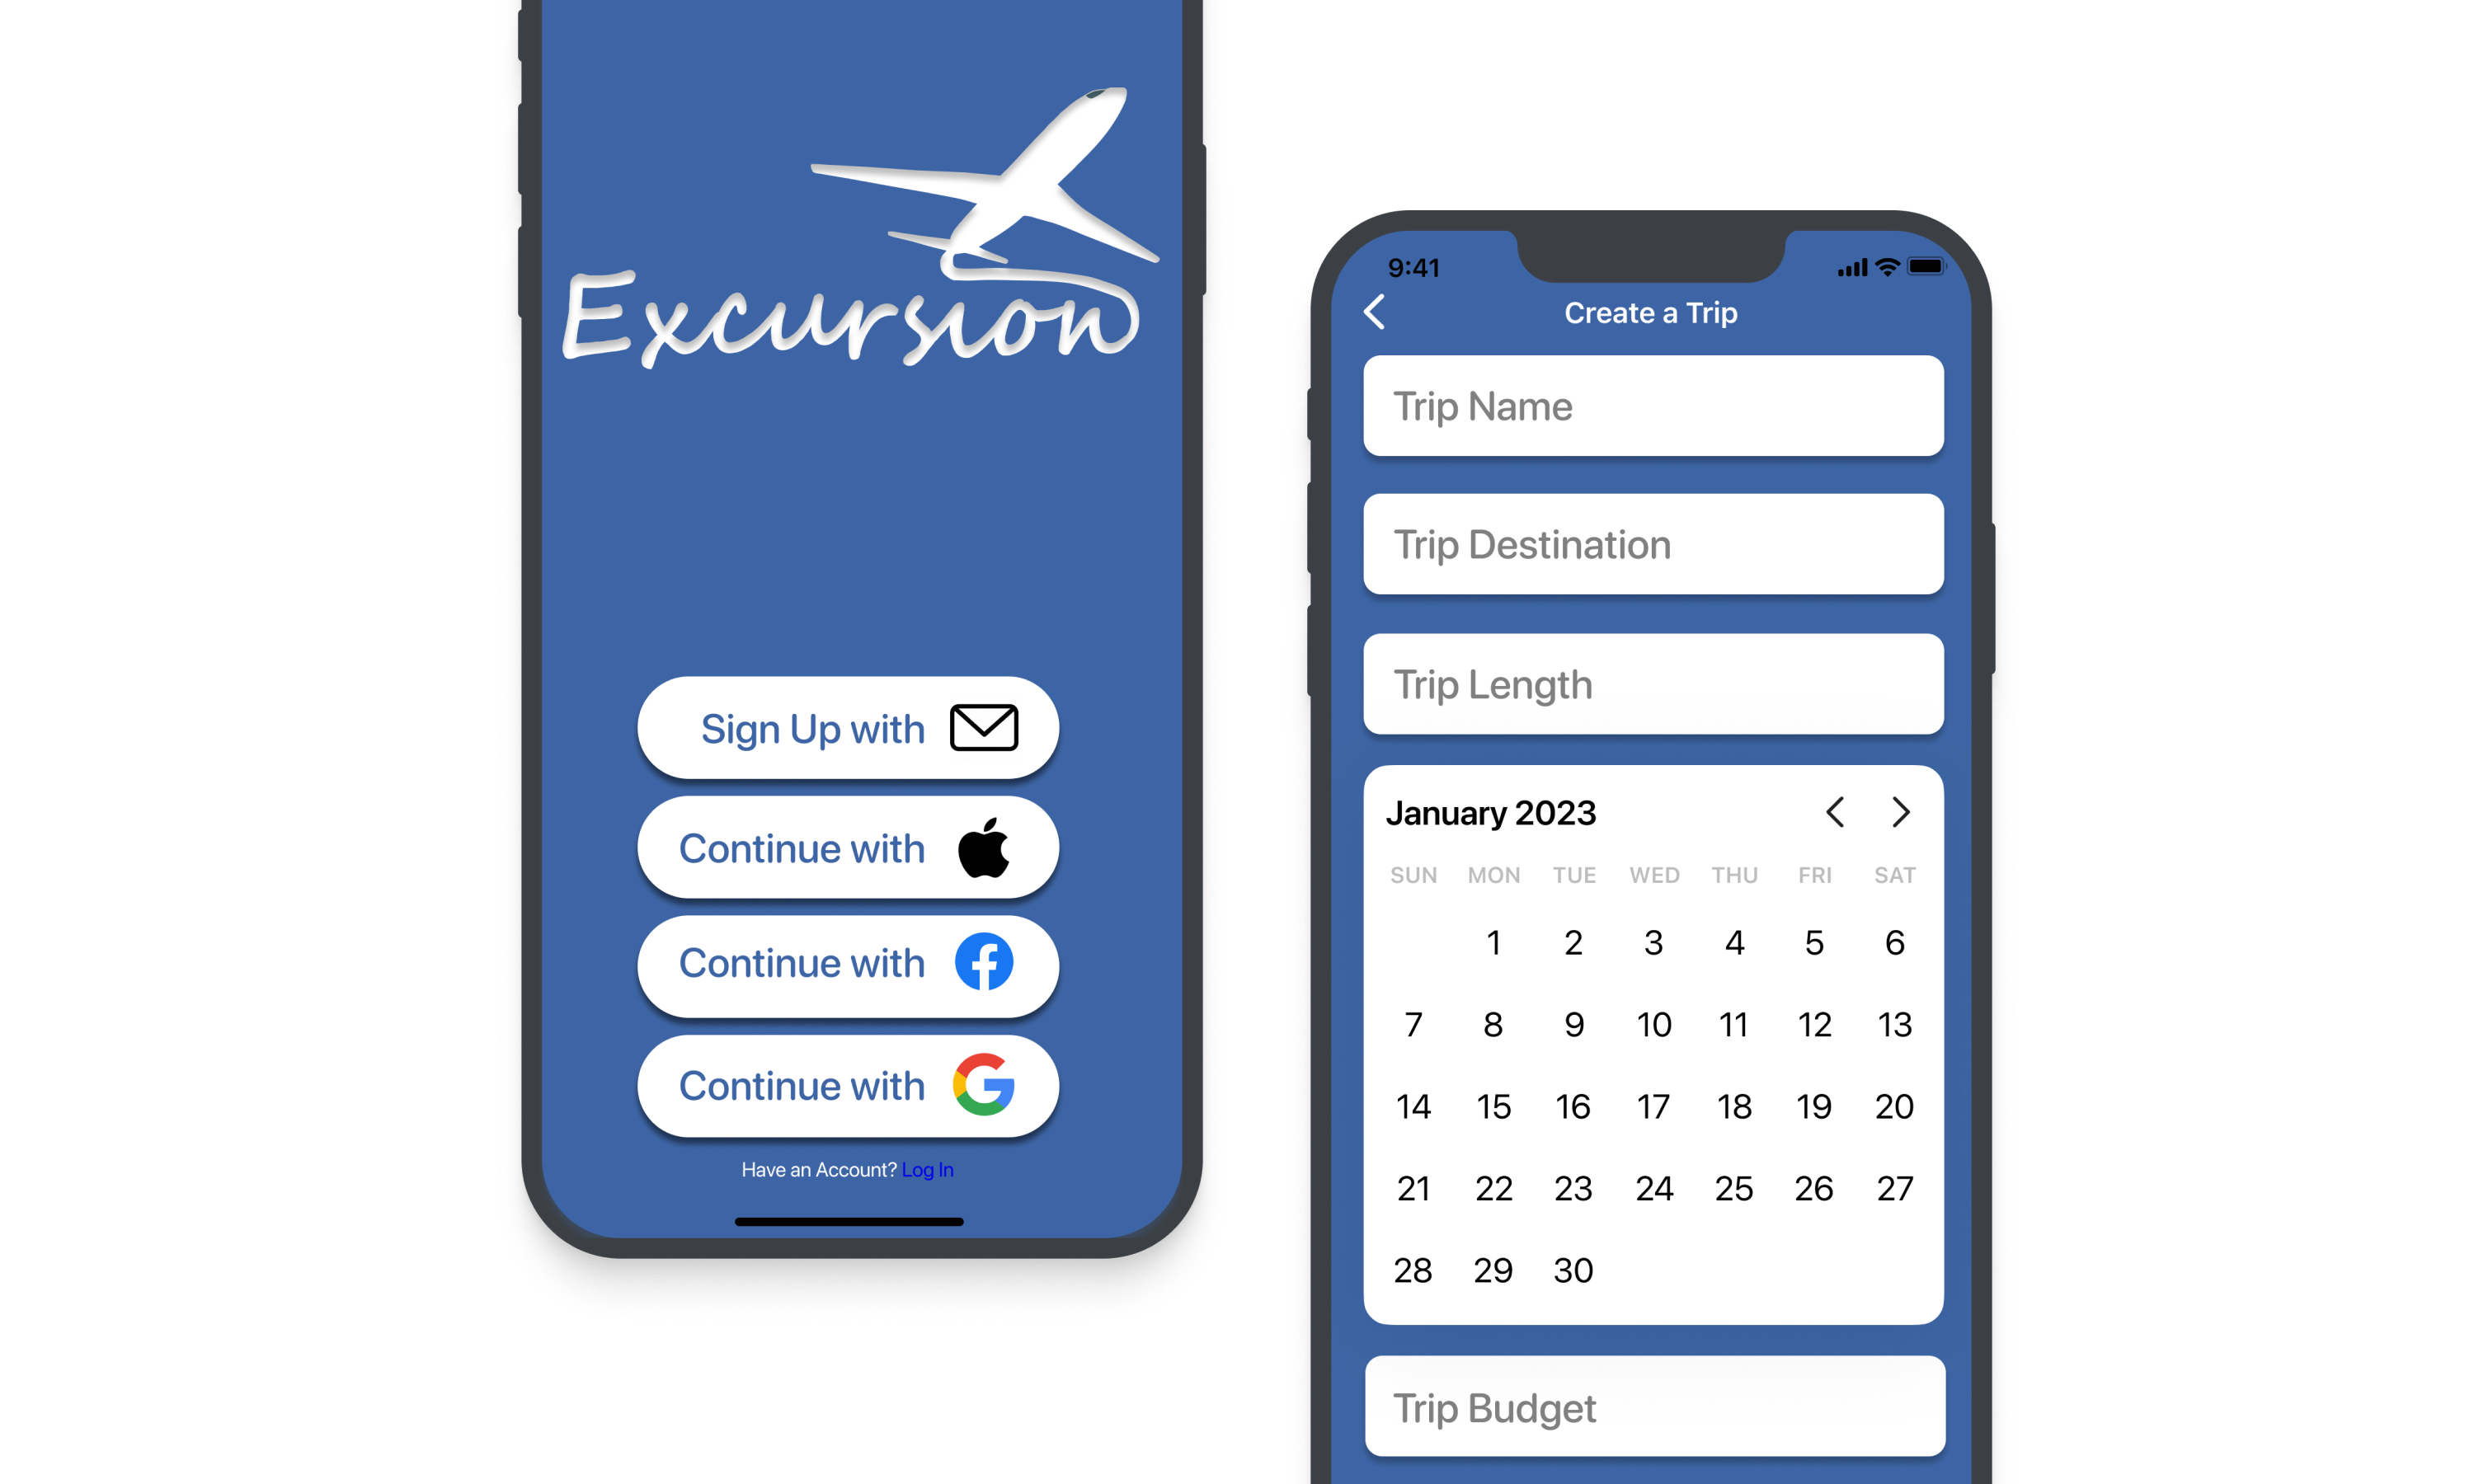 Excursion
Sign Up with
Continue with
Continue with
Continue with
Have an Account? Log In
9:41
Create a Trip
Trip Name
Trip Destination
Trip Length
January 2023
SUN MON TUE WED THU FRI SAT
1 2 3 4 5 6
7 8 9 10 11 12 13
14 15 16 17 18 19 20
21 22 23 24 25 26 27
28 29 30
Trip Budget